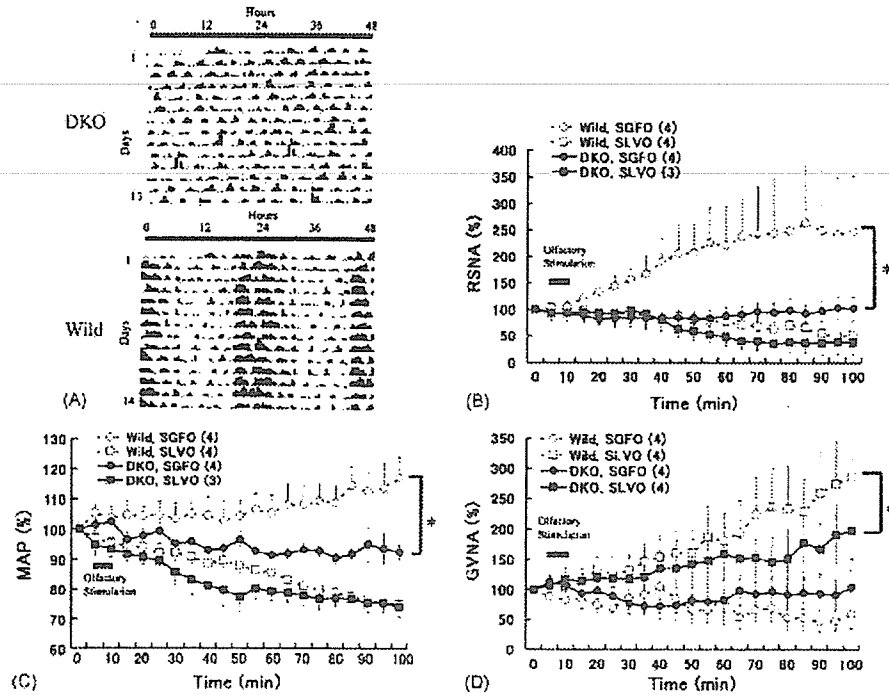 Hours
0 12 24 36 48
1
DKO
Days
15
Hours
0 12 24 36 48
1
Wild
Days
14
(A)
Wild, SGFO (4)
Wild, SLVO (4)
DKO, SGFO (4)
DKO, SLVO (3)
400
350
300
250
200
150
100
50
0
RSNA (%)
Olfactory
Stimulation
*
0 10 20 30 40 50 60 70 80 90 100
Time (min)
(B)
Wild, SGFO (4)
Wild, SLVO (4)
DKO, SGFO (4)
DKO, SLVO (3)
130
120
110
100
90
80
70
60
MAP (%)
Olfactory
Stimulation
*
0 10 20 30 40 50 60 70 80 90 100
Time (min)
(C)
Wild, SGFO (4)
Wild, SLVO (4)
DKO, SGFO (4)
DKO, SLVO (4)
350
300
250
200
150
100
50
0
GVNA (%)
Olfactory
Stimulation
*
0 10 20 30 40 50 60 70 80 90 100
Time (min)
(D)